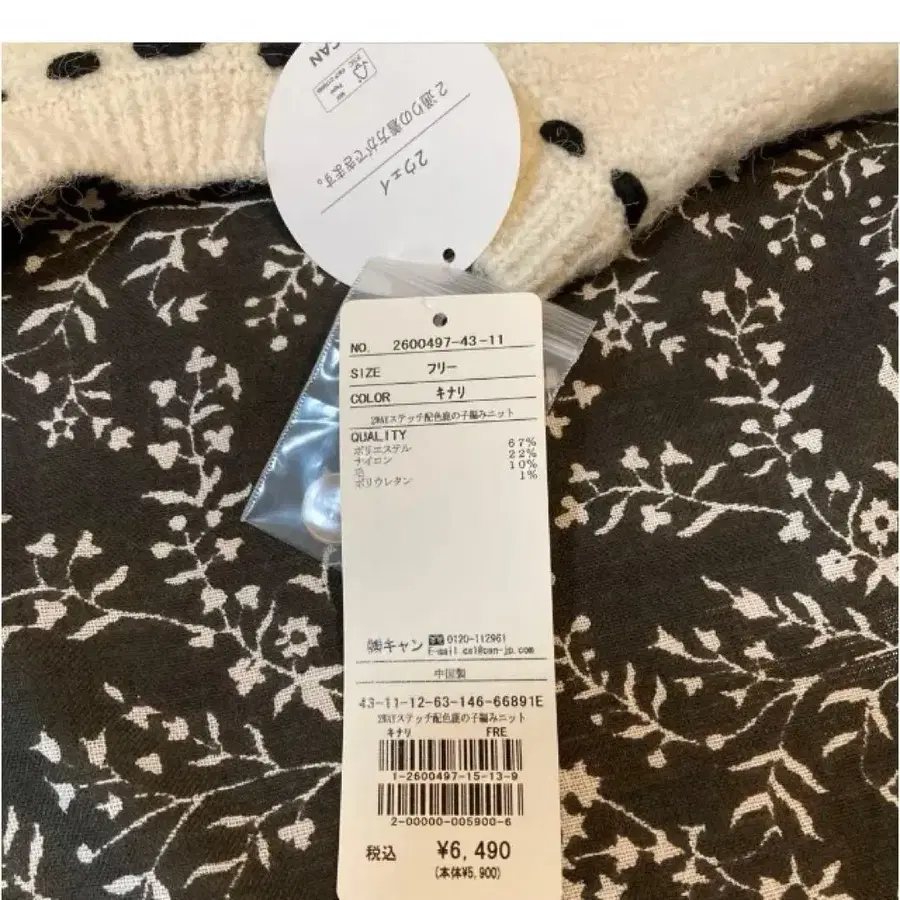 CAN
2ウェイ
2通りの着方ができます。
NO. 2600497-43-11
SIZE フリー
COLOR キナリ
2WAYステッチ配色鹿の子編みニット
QUALITY
ポリエステル 67%
ナイロン 22%
毛 10%
ポリウレタン 1%
㈱キャン 0120-112961
E-mail cs1@can-jp.com
中国製
43-11-12-63-146-66891E
2WAYステッチ配色鹿の子編みニット
キナリ FRE
1-2600497-15-13-9
2-00000-005900-6
税込 ¥6,490
(本体¥5,900)